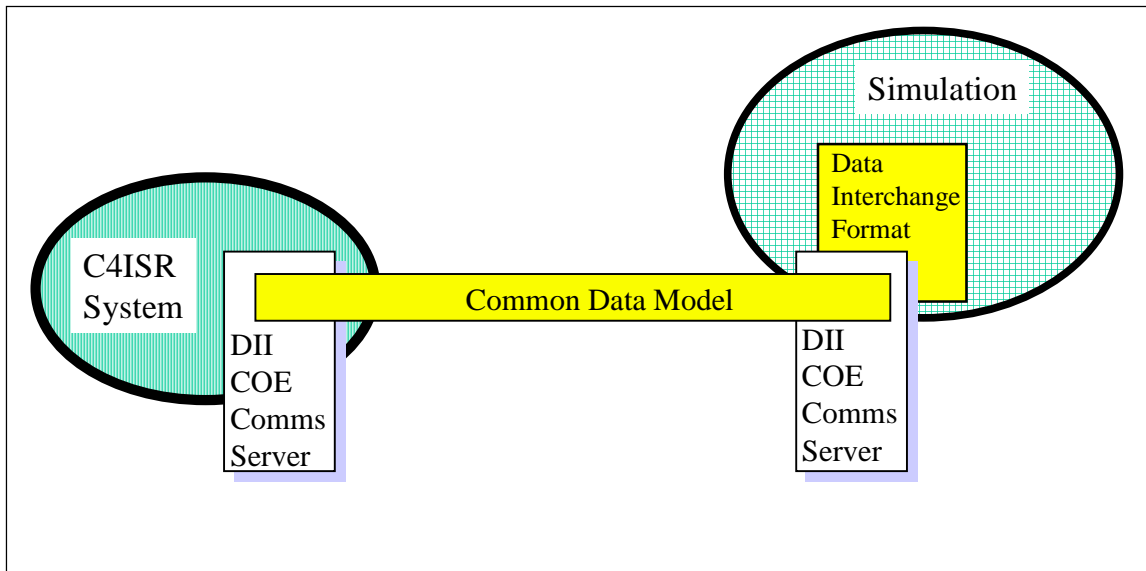 Simulation
Data
Interchange
Format
C4ISR
System
Common Data Model
DII
COE
Comms
Server
DII
COE
Comms
Server